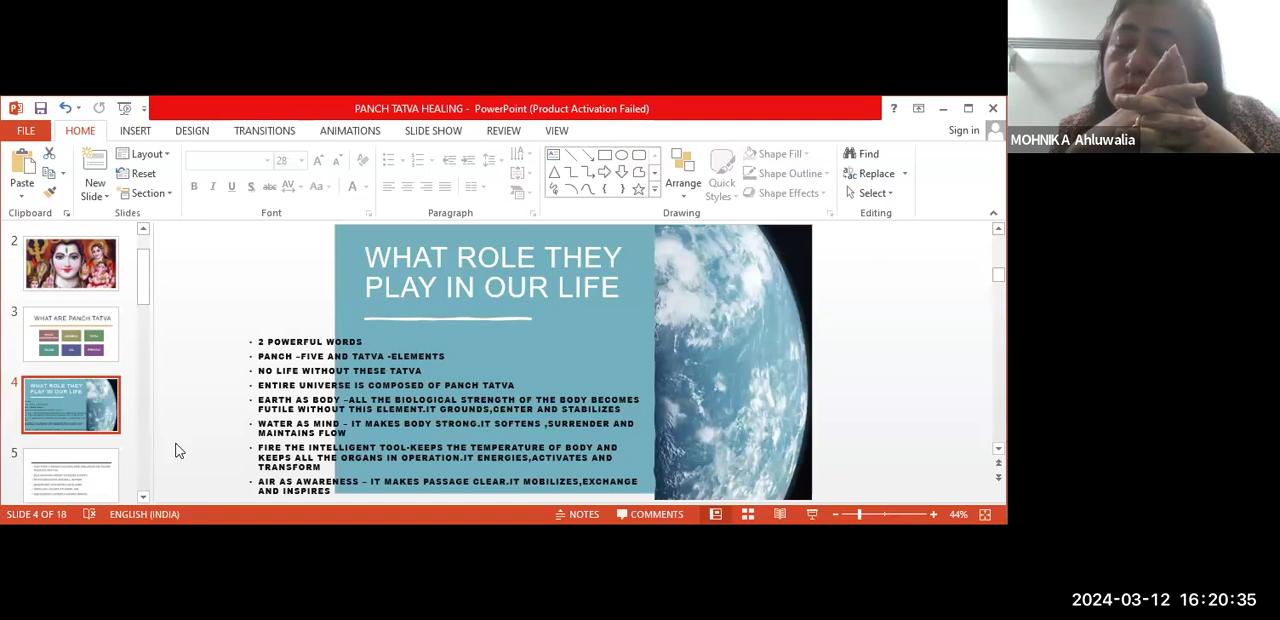 PANCH TATVA HEALING - PowerPoint (Product Activation Failed)
FILE HOME INSERT DESIGN TRANSITIONS ANIMATIONS SLIDE SHOW REVIEW VIEW Sign in
Paste
Clipboard
New Slide
Layout
Reset
Section
Slides
28
B I U S abc AV Aa A
Font
Paragraph
Arrange
Quick Styles
Shape Fill
Shape Outline
Shape Effects
Drawing
Find
Replace
Select
Editing
MOHNIKA Ahluwalia
2
3
WHAT ARE PANCH TATVA
4
WHAT ROLE THEY
PLAY IN OUR LIFE
5
WHAT ROLE THEY
PLAY IN OUR LIFE
• 2 POWERFUL WORDS
• PANCH –FIVE AND TATVA -ELEMENTS
• NO LIFE WITHOUT THESE TATVA
• ENTIRE UNIVERSE IS COMPOSED OF PANCH TATVA
• EARTH AS BODY –ALL THE BIOLOGICAL STRENGTH OF THE BODY BECOMES
FUTILE WITHOUT THIS ELEMENT.IT GROUNDS,CENTER AND STABILIZES
• WATER AS MIND – IT MAKES BODY STRONG.IT SOFTENS ,SURRENDER AND
MAINTAINS FLOW
• FIRE THE INTELLIGENT TOOL-KEEPS THE TEMPERATURE OF BODY AND
KEEPS ALL THE ORGANS IN OPERATION.IT ENERGIES,ACTIVATES AND
TRANSFORM
• AIR AS AWARENESS – IT MAKES PASSAGE CLEAR.IT MOBILIZES,EXCHANGE
AND INSPIRES
SLIDE 4 OF 18 ENGLISH (INDIA) NOTES COMMENTS 44%
2024-03-12 16:20:35